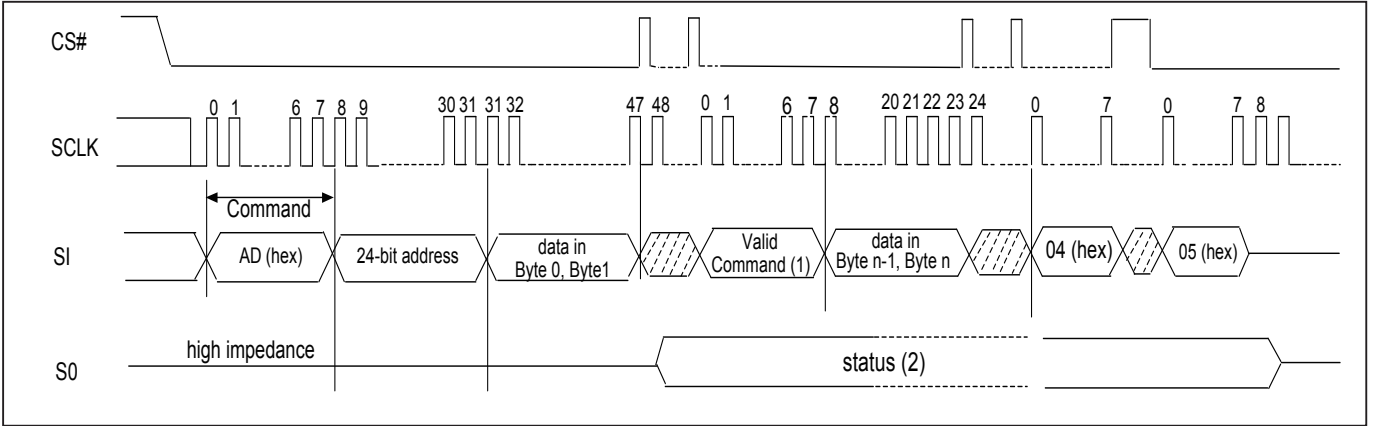 CS#
0 1 6 7 8 9 30 31 31 32 47 48 0 1 6 7 8 20 21 22 23 24 0 7 0 7 8
SCLK
Command
SI
AD (hex) 24-bit address data in Byte 0, Byte1 Valid Command (1) data in Byte n-1, Byte n 04 (hex) 05 (hex)
high impedance
S0
status (2)